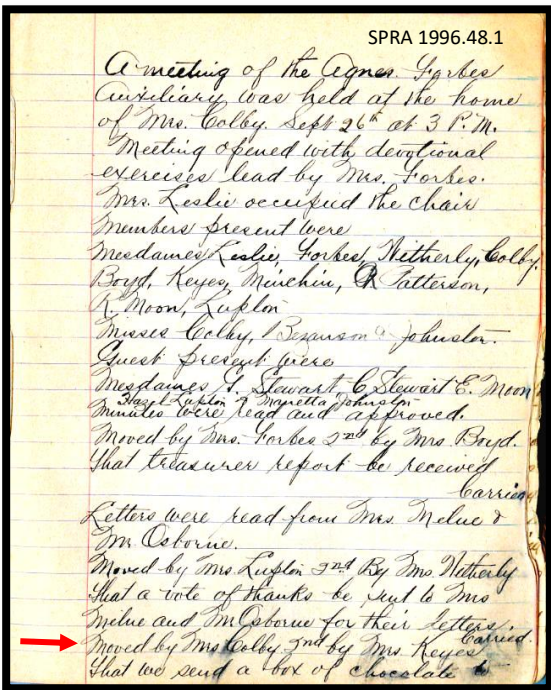 SPRA 1996.48.1
A meeting of the Agnes. Forbes
Auxiliary was held at the home
of Mrs. Colby. Sept 26th at 3 P.M.
Meeting opened with devotional
exercises lead by Mrs. Forbes.
Mrs. Leslie occupied the chair
Members present were
Mesdames Leslie, Forbes, Witherly, Colby,
Boyd, Keyes, Minchin, R Patterson,
R. Moon, Lupton
Misses Colby, Bezanson & Johnston.
Guest present were
Mesdames G. Stewart. C Stewart E. Moon
Hazel Lupton & Marietta Johnston
Minutes were read and approved.
Moved by Mrs. Forbes 2nd by Mrs. Boyd.
That treasurer report be received
Carried
Letters were read from Mrs. Melue &
Mr. Osborne.
Moved by Mrs Lupton 2nd By Mrs. Witherly
That a vote of thanks be sent to Mrs
Melue and Mr Osborne for their letters.
Carried.
Moved by Mrs Colby 2nd by Mrs. Keyes
That we send a box of chocolate to